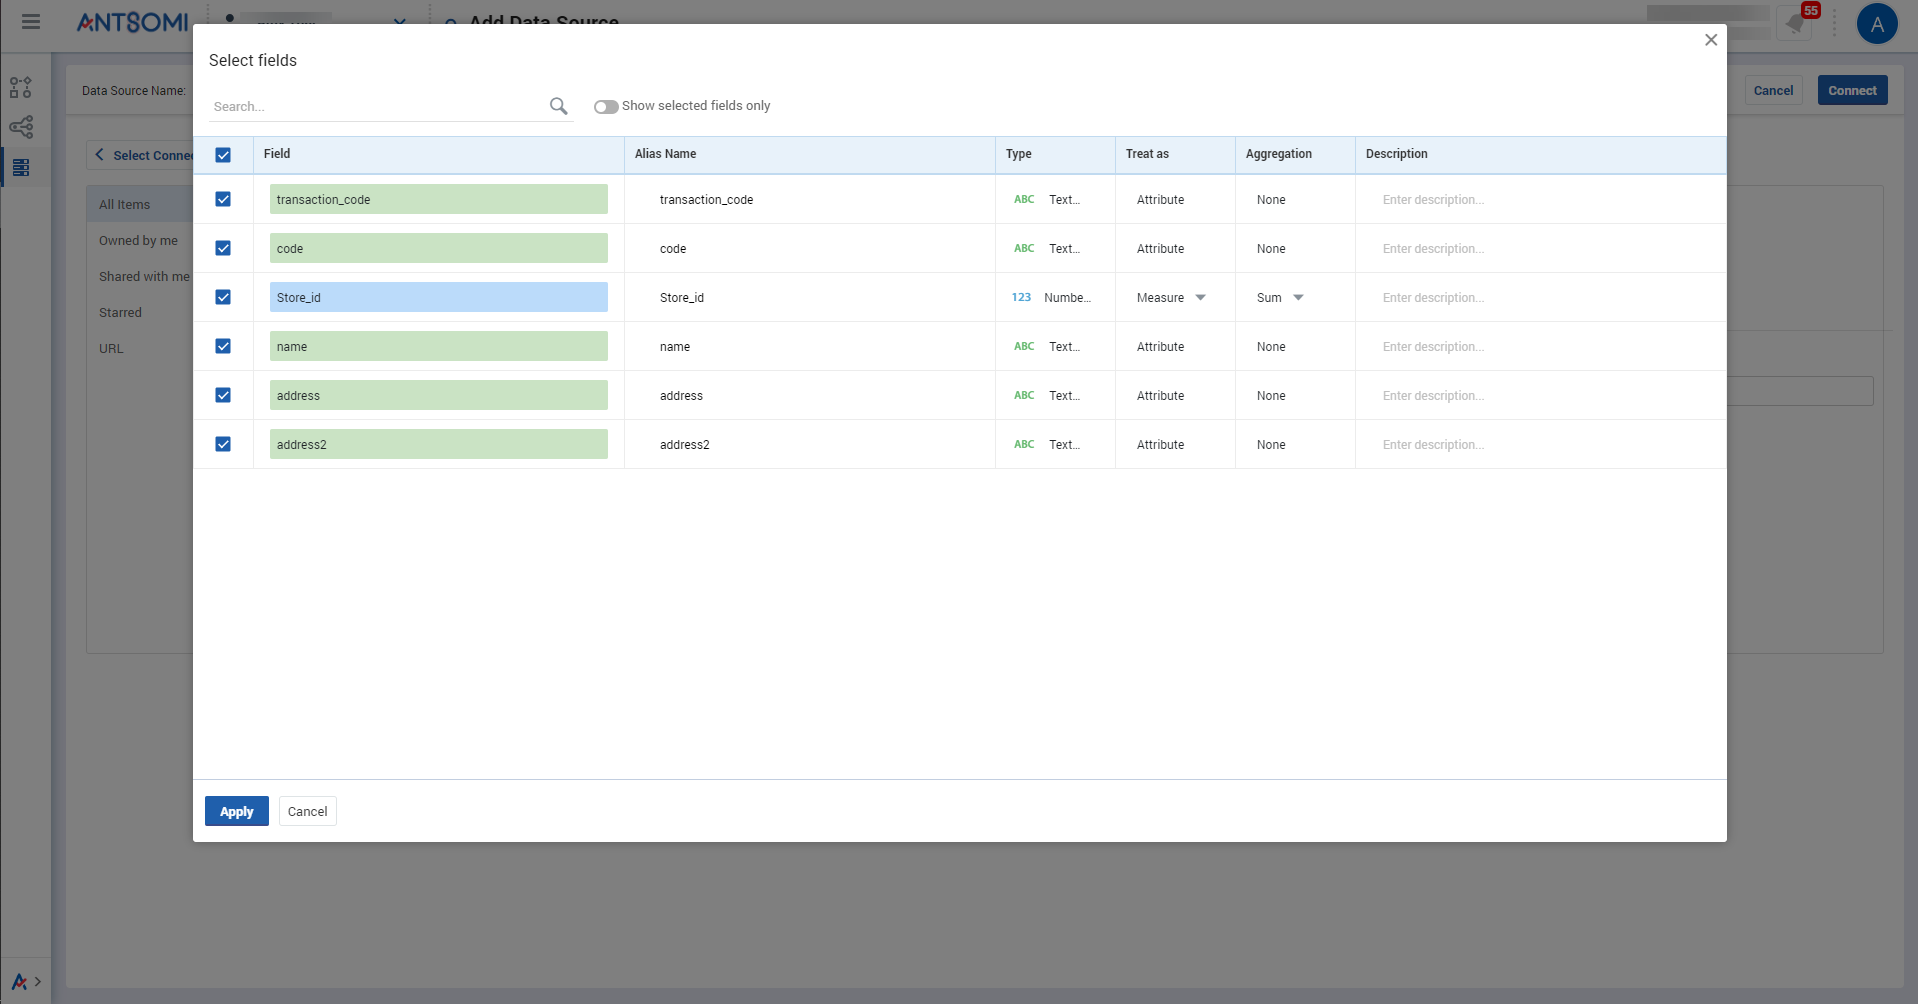 ANTSOMI
Add Data Source
55
A
Select fields
Data Source Name:
Cancel
Connect
Search...
Show selected fields only
Field
Alias Name
Type
Treat as
Aggregation
Description
Select Conne
All Items
Owned by me
Shared with me
Starred
URL
transaction_code
transaction_code
ABC
Text...
Attribute
None
Enter description...
code
code
ABC
Text...
Attribute
None
Enter description...
Store_id
Store_id
123
Numbe...
Measure
Sum
Enter description...
name
name
ABC
Text...
Attribute
None
Enter description...
address
address
ABC
Text...
Attribute
None
Enter description...
address2
address2
ABC
Text...
Attribute
None
Enter description...
Apply
Cancel